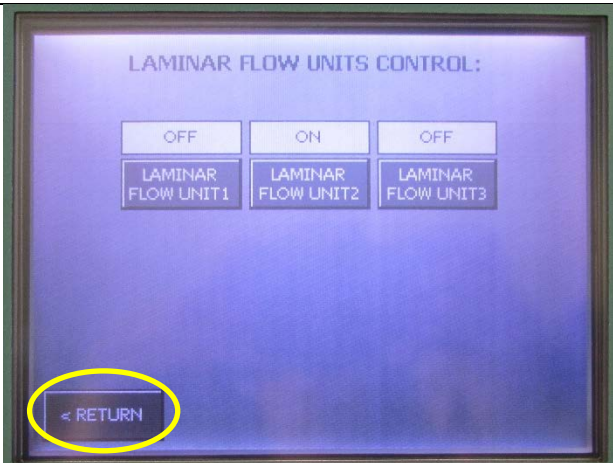 LAMINAR FLOW UNITS CONTROL:
OFF ON OFF
LAMINAR LAMINAR LAMINAR
FLOW UNIT1 FLOW UNIT2 FLOW UNIT3
< RETURN